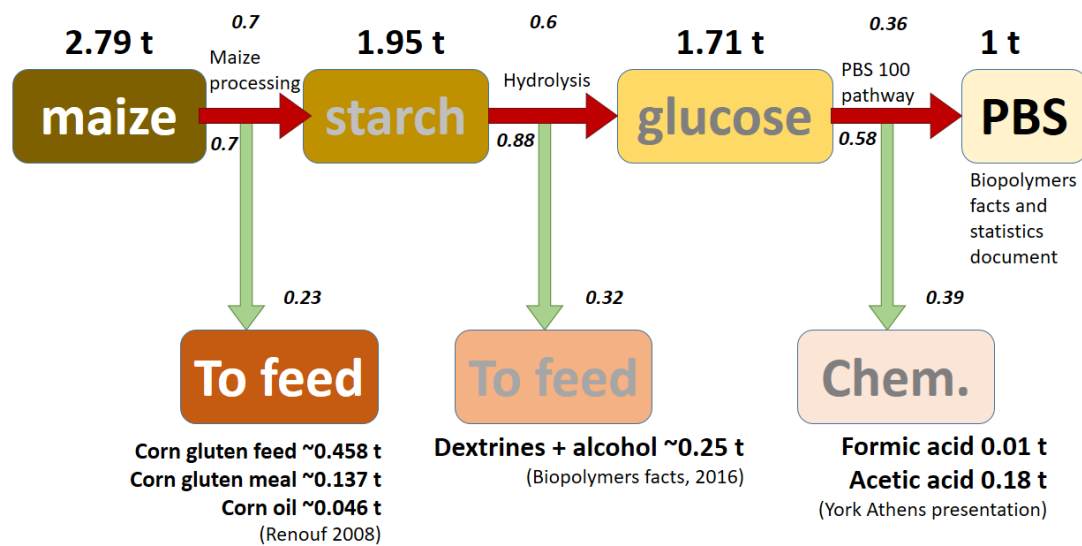 0.7
0.6
0.36
2.79 t
1.95 t
1.71 t
1 t
Maize
processing
Hydrolysis
PBS 100
pathway
maize
starch
glucose
PBS
0.7
0.88
0.58
Biopolymers
facts and
statistics
document
0.23
0.32
0.39
To feed
To feed
Chem.
Corn gluten feed ~0.458 t
Corn gluten meal ~0.137 t
Corn oil ~0.046 t
(Renouf 2008)
Dextrines + alcohol ~0.25 t
(Biopolymers facts, 2016)
Formic acid 0.01 t
Acetic acid 0.18 t
(York Athens presentation)